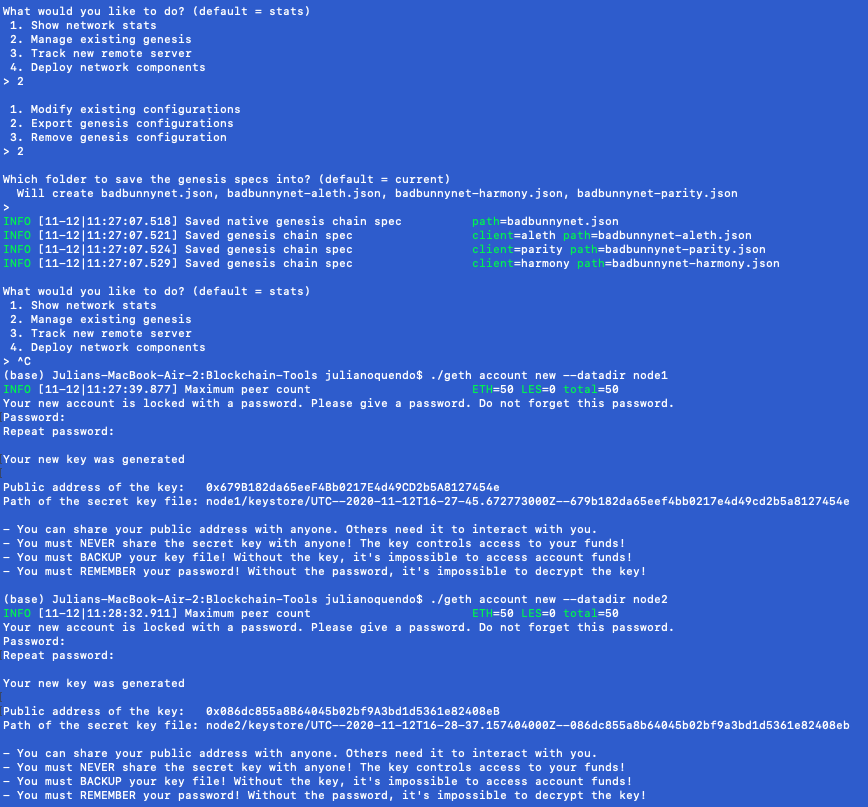 What would you like to do? (default = stats)
 1. Show network stats
 2. Manage existing genesis
 3. Track new remote server
 4. Deploy network components
> 2
 1. Modify existing configurations
 2. Export genesis configurations
 3. Remove genesis configuration
> 2
Which folder to save the genesis specs into? (default = current)
  Will create badbunnynet.json, badbunnynet-aleth.json, badbunnynet-harmony.json, badbunnynet-parity.json
>
INFO [11-12|11:27:07.518] Saved native genesis chain spec          path=badbunnynet.json
INFO [11-12|11:27:07.521] Saved genesis chain spec                 client=aleth path=badbunnynet-aleth.json
INFO [11-12|11:27:07.524] Saved genesis chain spec                 client=parity path=badbunnynet-parity.json
INFO [11-12|11:27:07.529] Saved genesis chain spec                 client=harmony path=badbunnynet-harmony.json
What would you like to do? (default = stats)
 1. Show network stats
 2. Manage existing genesis
 3. Track new remote server
 4. Deploy network components
> ^C
(base) Julians-MacBook-Air-2:Blockchain-Tools julianoquendo$ ./geth account new --datadir node1
INFO [11-12|11:27:39.877] Maximum peer count                       ETH=50 LES=0 total=50
Your new account is locked with a password. Please give a password. Do not forget this password.
Password:
Repeat password:
Your new key was generated
Public address of the key:   0x679B182da65eeF4Bb0217E4d49CD2b5A8127454e
Path of the secret key file: node1/keystore/UTC--2020-11-12T16-27-45.672773000Z--679b182da65eef4bb0217e4d49cd2b5a8127454e
- You can share your public address with anyone. Others need it to interact with you.
- You must NEVER share the secret key with anyone! The key controls access to your funds!
- You must BACKUP your key file! Without the key, it's impossible to access account funds!
- You must REMEMBER your password! Without the password, it's impossible to decrypt the key!
(base) Julians-MacBook-Air-2:Blockchain-Tools julianoquendo$ ./geth account new --datadir node2
INFO [11-12|11:28:32.911] Maximum peer count                       ETH=50 LES=0 total=50
Your new account is locked with a password. Please give a password. Do not forget this password.
Password:
Repeat password:
Your new key was generated
Public address of the key:   0x086dc855a8B64045b02bf9A3bd1d5361e82408eB
Path of the secret key file: node2/keystore/UTC--2020-11-12T16-28-37.157404000Z--086dc855a8b64045b02bf9a3bd1d5361e82408eb
- You can share your public address with anyone. Others need it to interact with you.
- You must NEVER share the secret key with anyone! The key controls access to your funds!
- You must BACKUP your key file! Without the key, it's impossible to access account funds!
- You must REMEMBER your password! Without the password, it's impossible to decrypt the key!